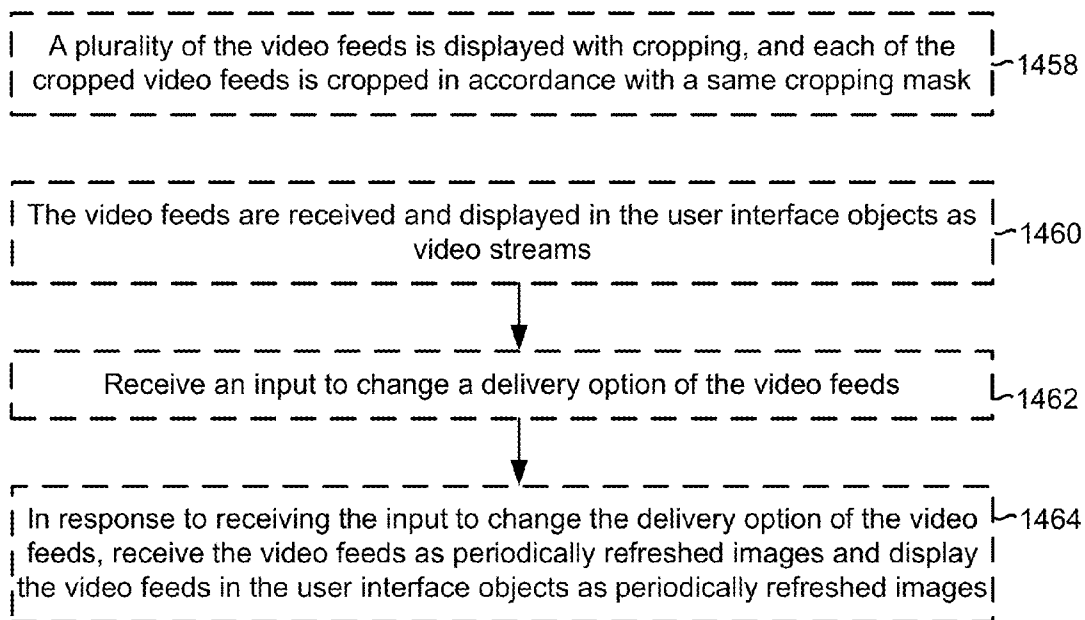 A plurality of the video feeds is displayed with cropping, and each of the
cropped video feeds is cropped in accordance with a same cropping mask
1458
The video feeds are received and displayed in the user interface objects as
video streams
1460
Receive an input to change a delivery option of the video feeds
1462
In response to receiving the input to change the delivery option of the video
feeds, receive the video feeds as periodically refreshed images and display
the video feeds in the user interface objects as periodically refreshed images
1464